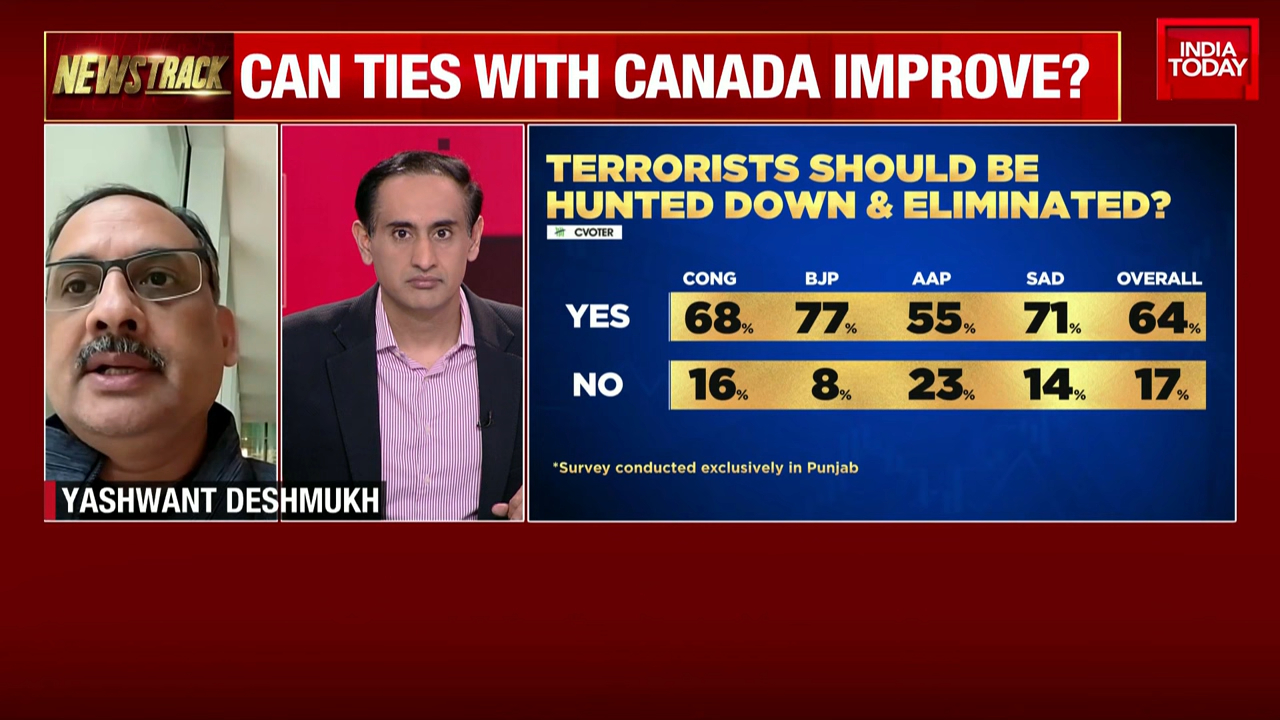 NEWSTRACK
CAN TIES WITH CANADA IMPROVE?
INDIA
TODAY
TERRORISTS SHOULD BE
HUNTED DOWN & ELIMINATED?
CVOTER
CONG BJP AAP SAD OVERALL
YES 68% 77% 55% 71% 64%
NO 16% 8% 23% 14% 17%
*Survey conducted exclusively in Punjab
YASHWANT DESHMUKH